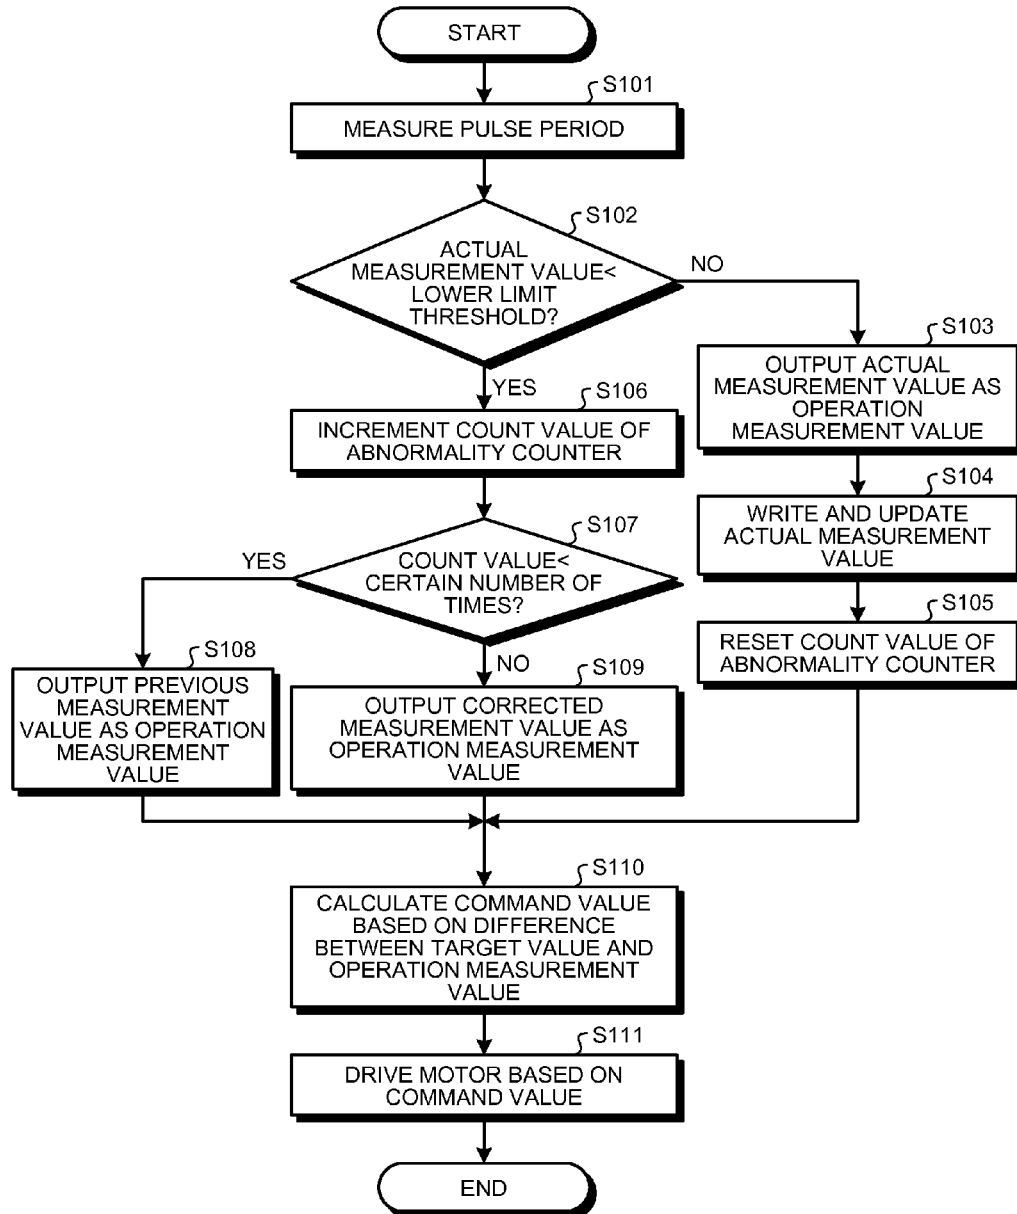 START
S101
MEASURE PULSE PERIOD
S102
ACTUAL
MEASUREMENT VALUE<
LOWER LIMIT
THRESHOLD?
NO
YES
S103
OUTPUT ACTUAL
MEASUREMENT VALUE AS
OPERATION
MEASUREMENT VALUE
S104
WRITE AND UPDATE
ACTUAL MEASUREMENT
VALUE
S105
RESET COUNT VALUE OF
ABNORMALITY COUNTER
S106
INCREMENT COUNT VALUE OF
ABNORMALITY COUNTER
S107
COUNT VALUE<
CERTAIN NUMBER OF
TIMES?
YES
NO
S108
OUTPUT PREVIOUS
MEASUREMENT
VALUE AS OPERATION
MEASUREMENT
VALUE
S109
OUTPUT CORRECTED
MEASUREMENT VALUE AS
OPERATION MEASUREMENT
VALUE
S110
CALCULATE COMMAND VALUE
BASED ON DIFFERENCE
BETWEEN TARGET VALUE AND
OPERATION MEASUREMENT
VALUE
S111
DRIVE MOTOR BASED ON
COMMAND VALUE
END